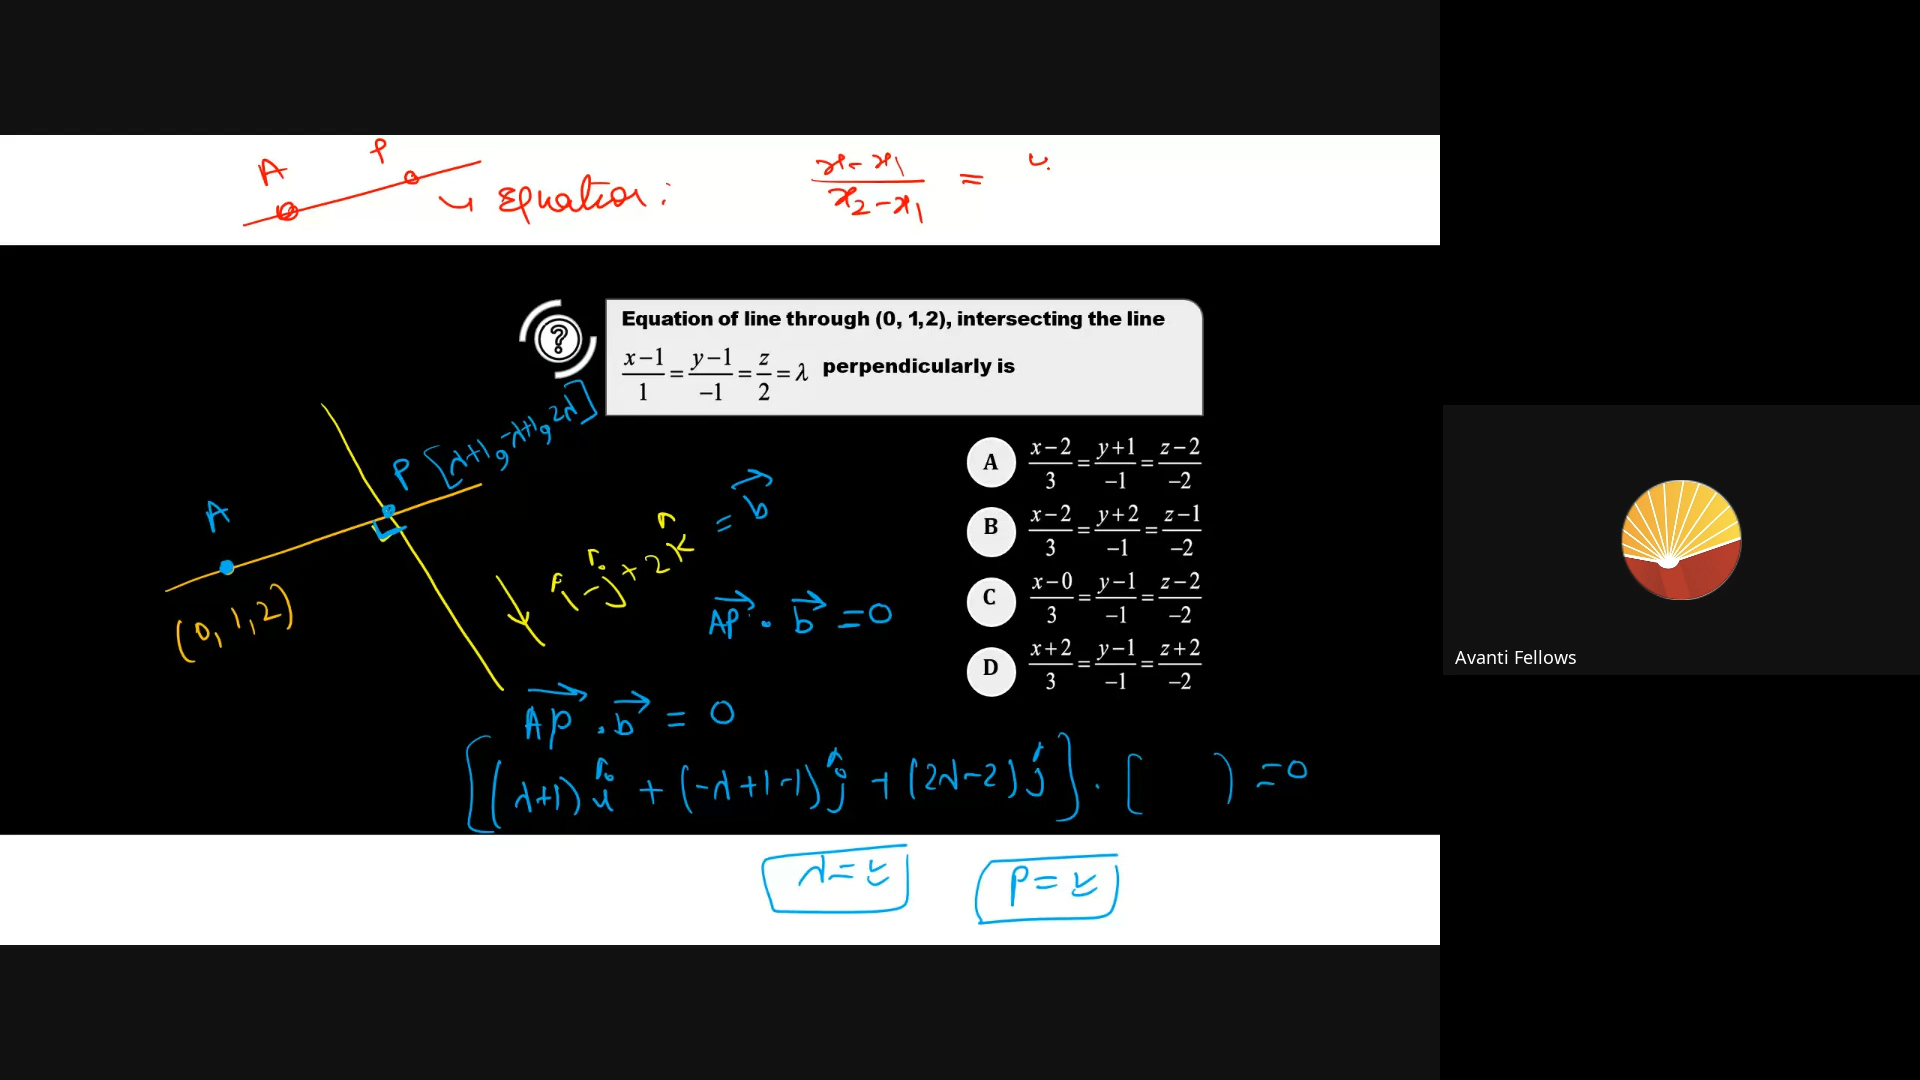 A P
Equation : x - x₁ / x₂ - x₁ =
Equation of line through (0, 1,2), intersecting the line
x-1/1 = y-1/-1 = z/2 = λ perpendicularly is
P [λ+1, -λ+1, 2λ]
A
(0, 1, 2)
î - ĵ + 2k̂ = b⃗
AP⃗ . b⃗ = 0
A x-2/3 = y+1/-1 = z-2/-2
B x-2/3 = y+2/-1 = z-1/-2
C x-0/3 = y-1/-1 = z-2/-2
D x+2/3 = y-1/-1 = z+2/-2
AP⃗ . b⃗ = 0
[(λ+1) î + (-λ+1-1) ĵ + (2λ-2) ĵ] . [ ) = 0
λ =
P =
Avanti Fellows